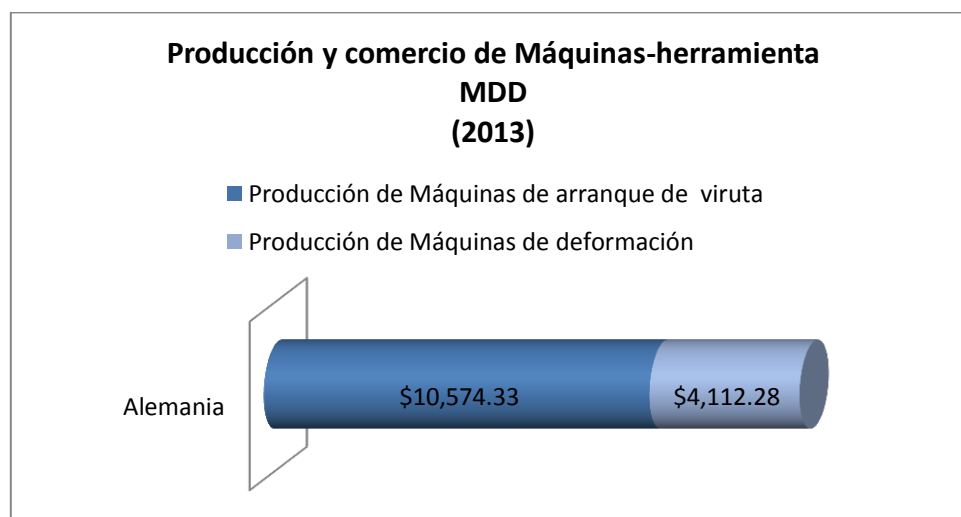 Producción y comercio de Máquinas-herramienta
MDD
(2013)
Producción de Máquinas de arranque de viruta
Producción de Máquinas de deformación
Alemania
$10,574.33
$4,112.28